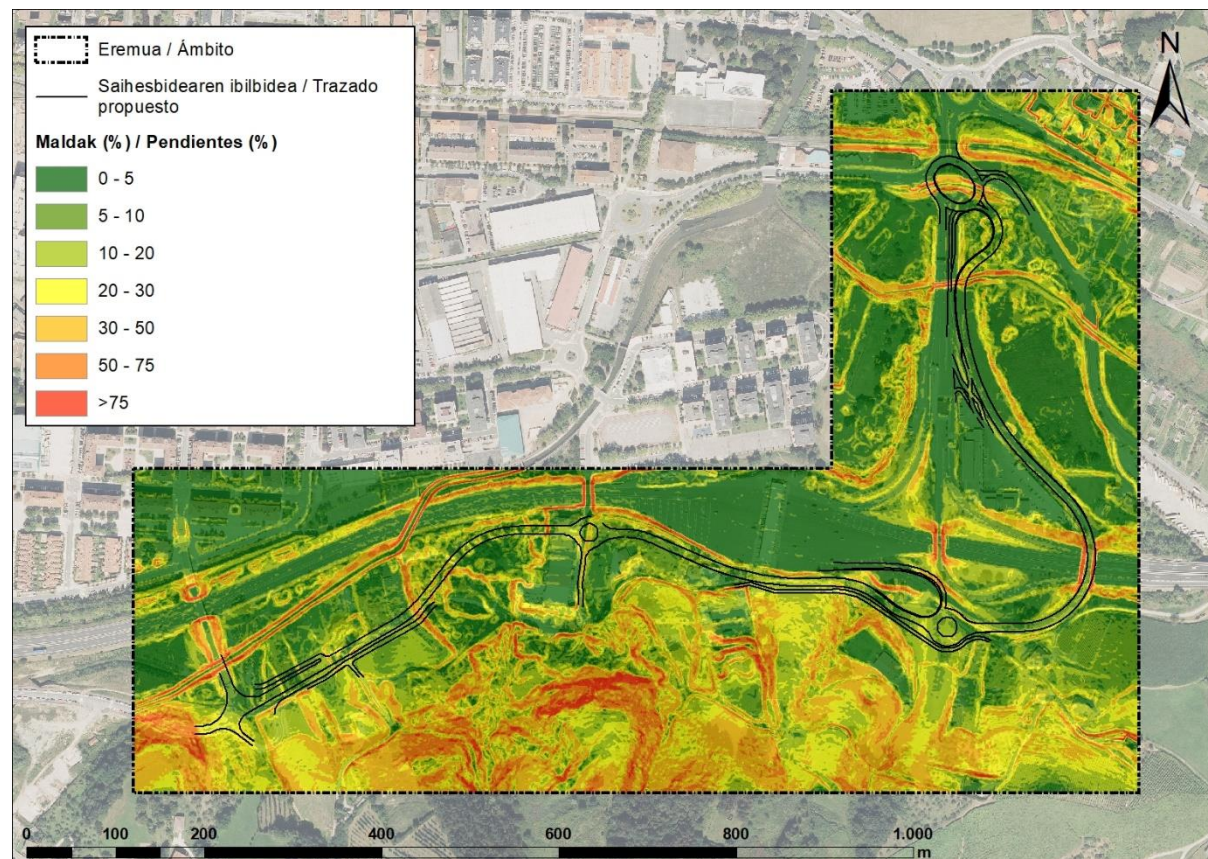 Eremua / Ámbito
Saihesbidearen ibilbidea / Trazado
propuesto
Maldak (%) / Pendientes (%)
0 - 5
5 - 10
10 - 20
20 - 30
30 - 50
50 - 75
>75
N
0 100 200 400 600 800 1.000
m